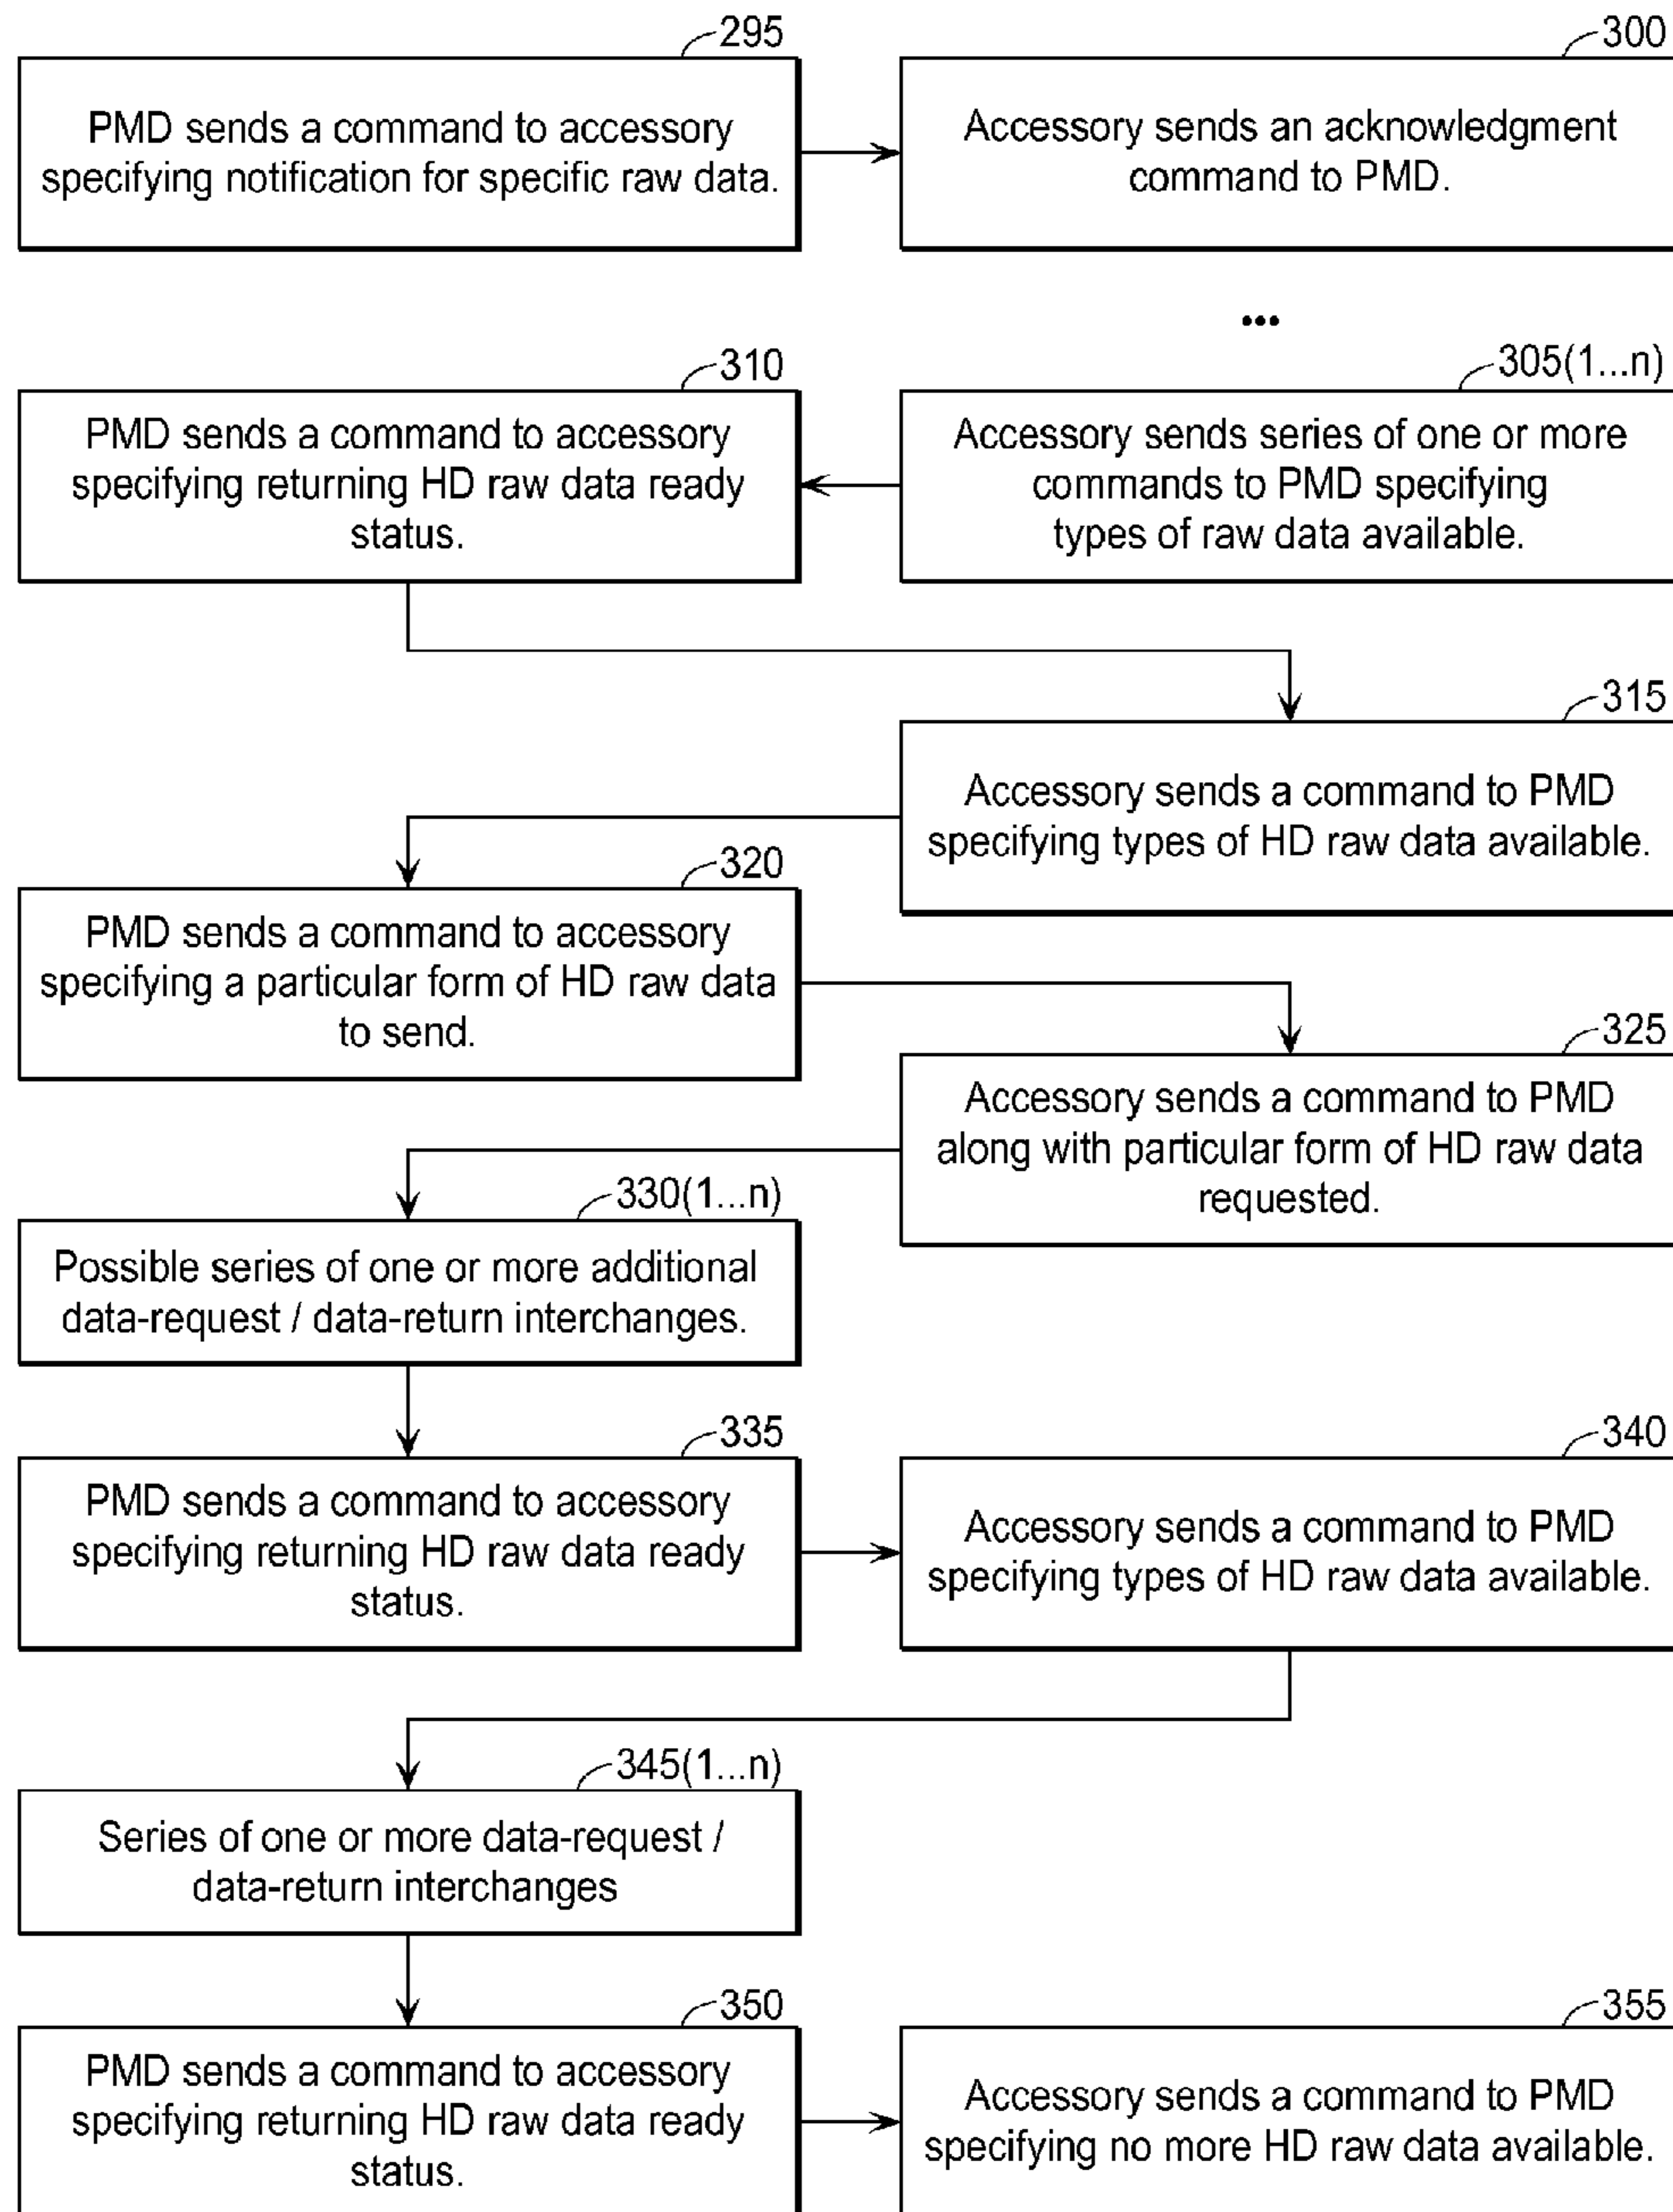 295
PMD sends a command to accessory
specifying notification for specific raw data.
300
Accessory sends an acknowledgment
command to PMD.
...
310
PMD sends a command to accessory
specifying returning HD raw data ready
status.
305(1...n)
Accessory sends series of one or more
commands to PMD specifying
types of raw data available.
315
Accessory sends a command to PMD
specifying types of HD raw data available.
320
PMD sends a command to accessory
specifying a particular form of HD raw data
to send.
325
Accessory sends a command to PMD
along with particular form of HD raw data
requested.
330(1...n)
Possible series of one or more additional
data-request / data-return interchanges.
335
PMD sends a command to accessory
specifying returning HD raw data ready
status.
340
Accessory sends a command to PMD
specifying types of HD raw data available.
345(1...n)
Series of one or more data-request /
data-return interchanges
350
PMD sends a command to accessory
specifying returning HD raw data ready
status.
355
Accessory sends a command to PMD
specifying no more HD raw data available.